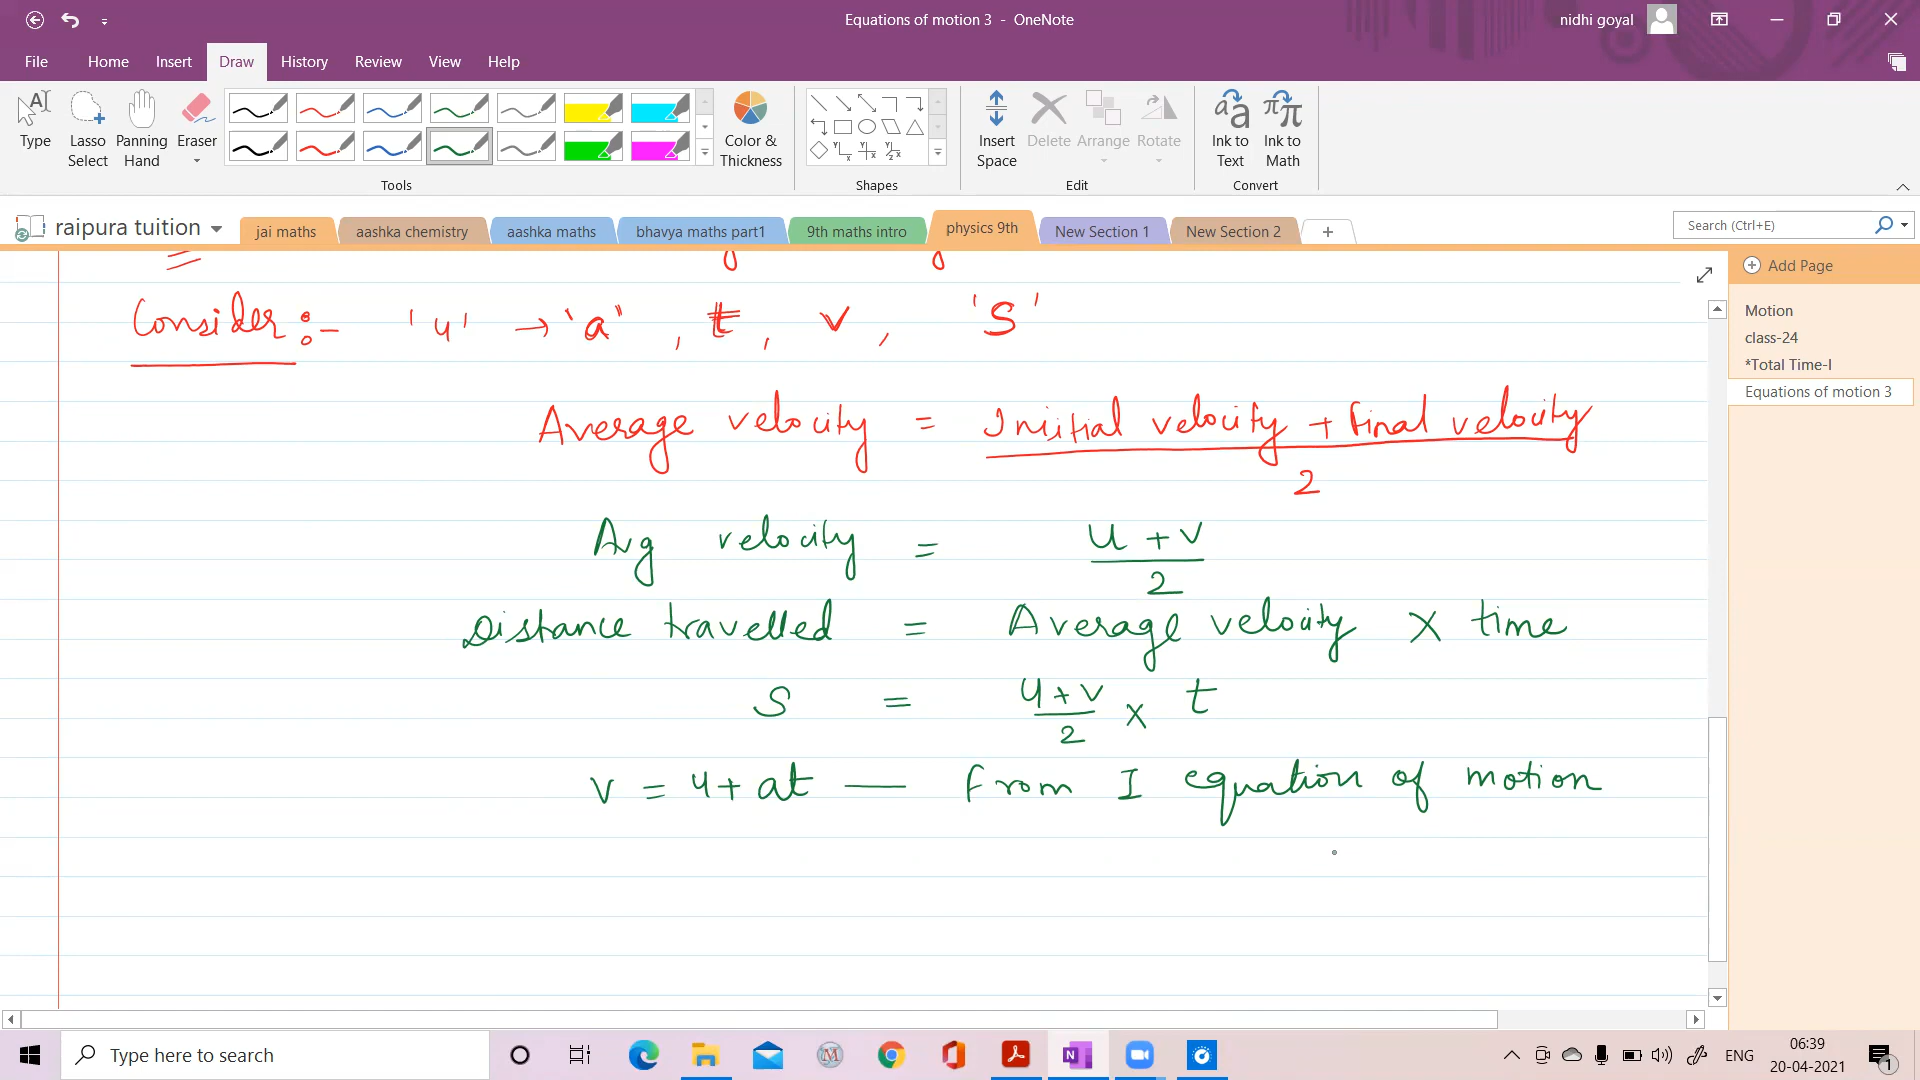 Equations of motion 3 - OneNote
nidhi goyal
File Home Insert Draw History Review View Help
Type
Lasso Select
Panning Hand
Eraser
Color & Thickness
Insert Space
Delete
Arrange
Rotate
Ink to Text
Ink to Math
Tools Shapes Edit Convert
raipura tuition
jai maths
aashka chemistry
aashka maths
bhavya maths part1
9th maths intro
physics 9th
New Section 1
New Section 2
Search (Ctrl+E)
Add Page
Motion
class-24
*Total Time-I
Equations of motion 3
Consider :- 'u' → 'a' , t , v , 'S'
Average velocity = Initial velocity + final velocity
2
Avg velocity = u + v
2
Distance travelled = Average velocity X time
S = u + v X t
2
v = u + at — from I equation of motion
Type here to search
ENG
06:39
20-04-2021
1